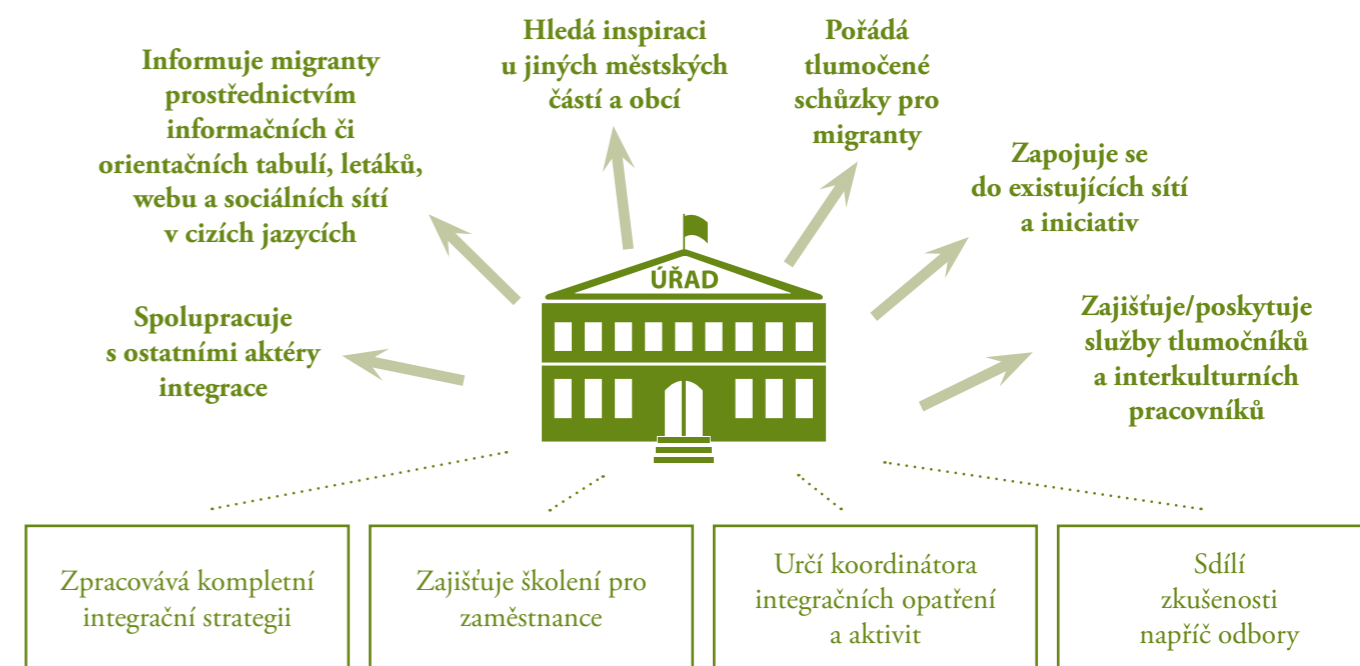 Informuje migranty
prostřednictvím
informačních či
orientačních tabulí, letáků,
webu a sociálních sítí
v cizích jazycích
Hledá inspiraci
u jiných městských
částí a obcí
Pořádá
tlumočené
schůzky pro
migranty
Zapojuje se
do existujících sítí
a iniciativ
Spolupracuje
s ostatními aktéry
integrace
ÚŘAD
Zajišťuje/poskytuje
služby tlumočníků
a interkulturních
pracovníků
Zpracovává kompletní
integrační strategii
Zajišťuje školení pro
zaměstnance
Určí koordinátora
integračních opatření
a aktivit
Sdílí
zkušenosti
napříč odbory